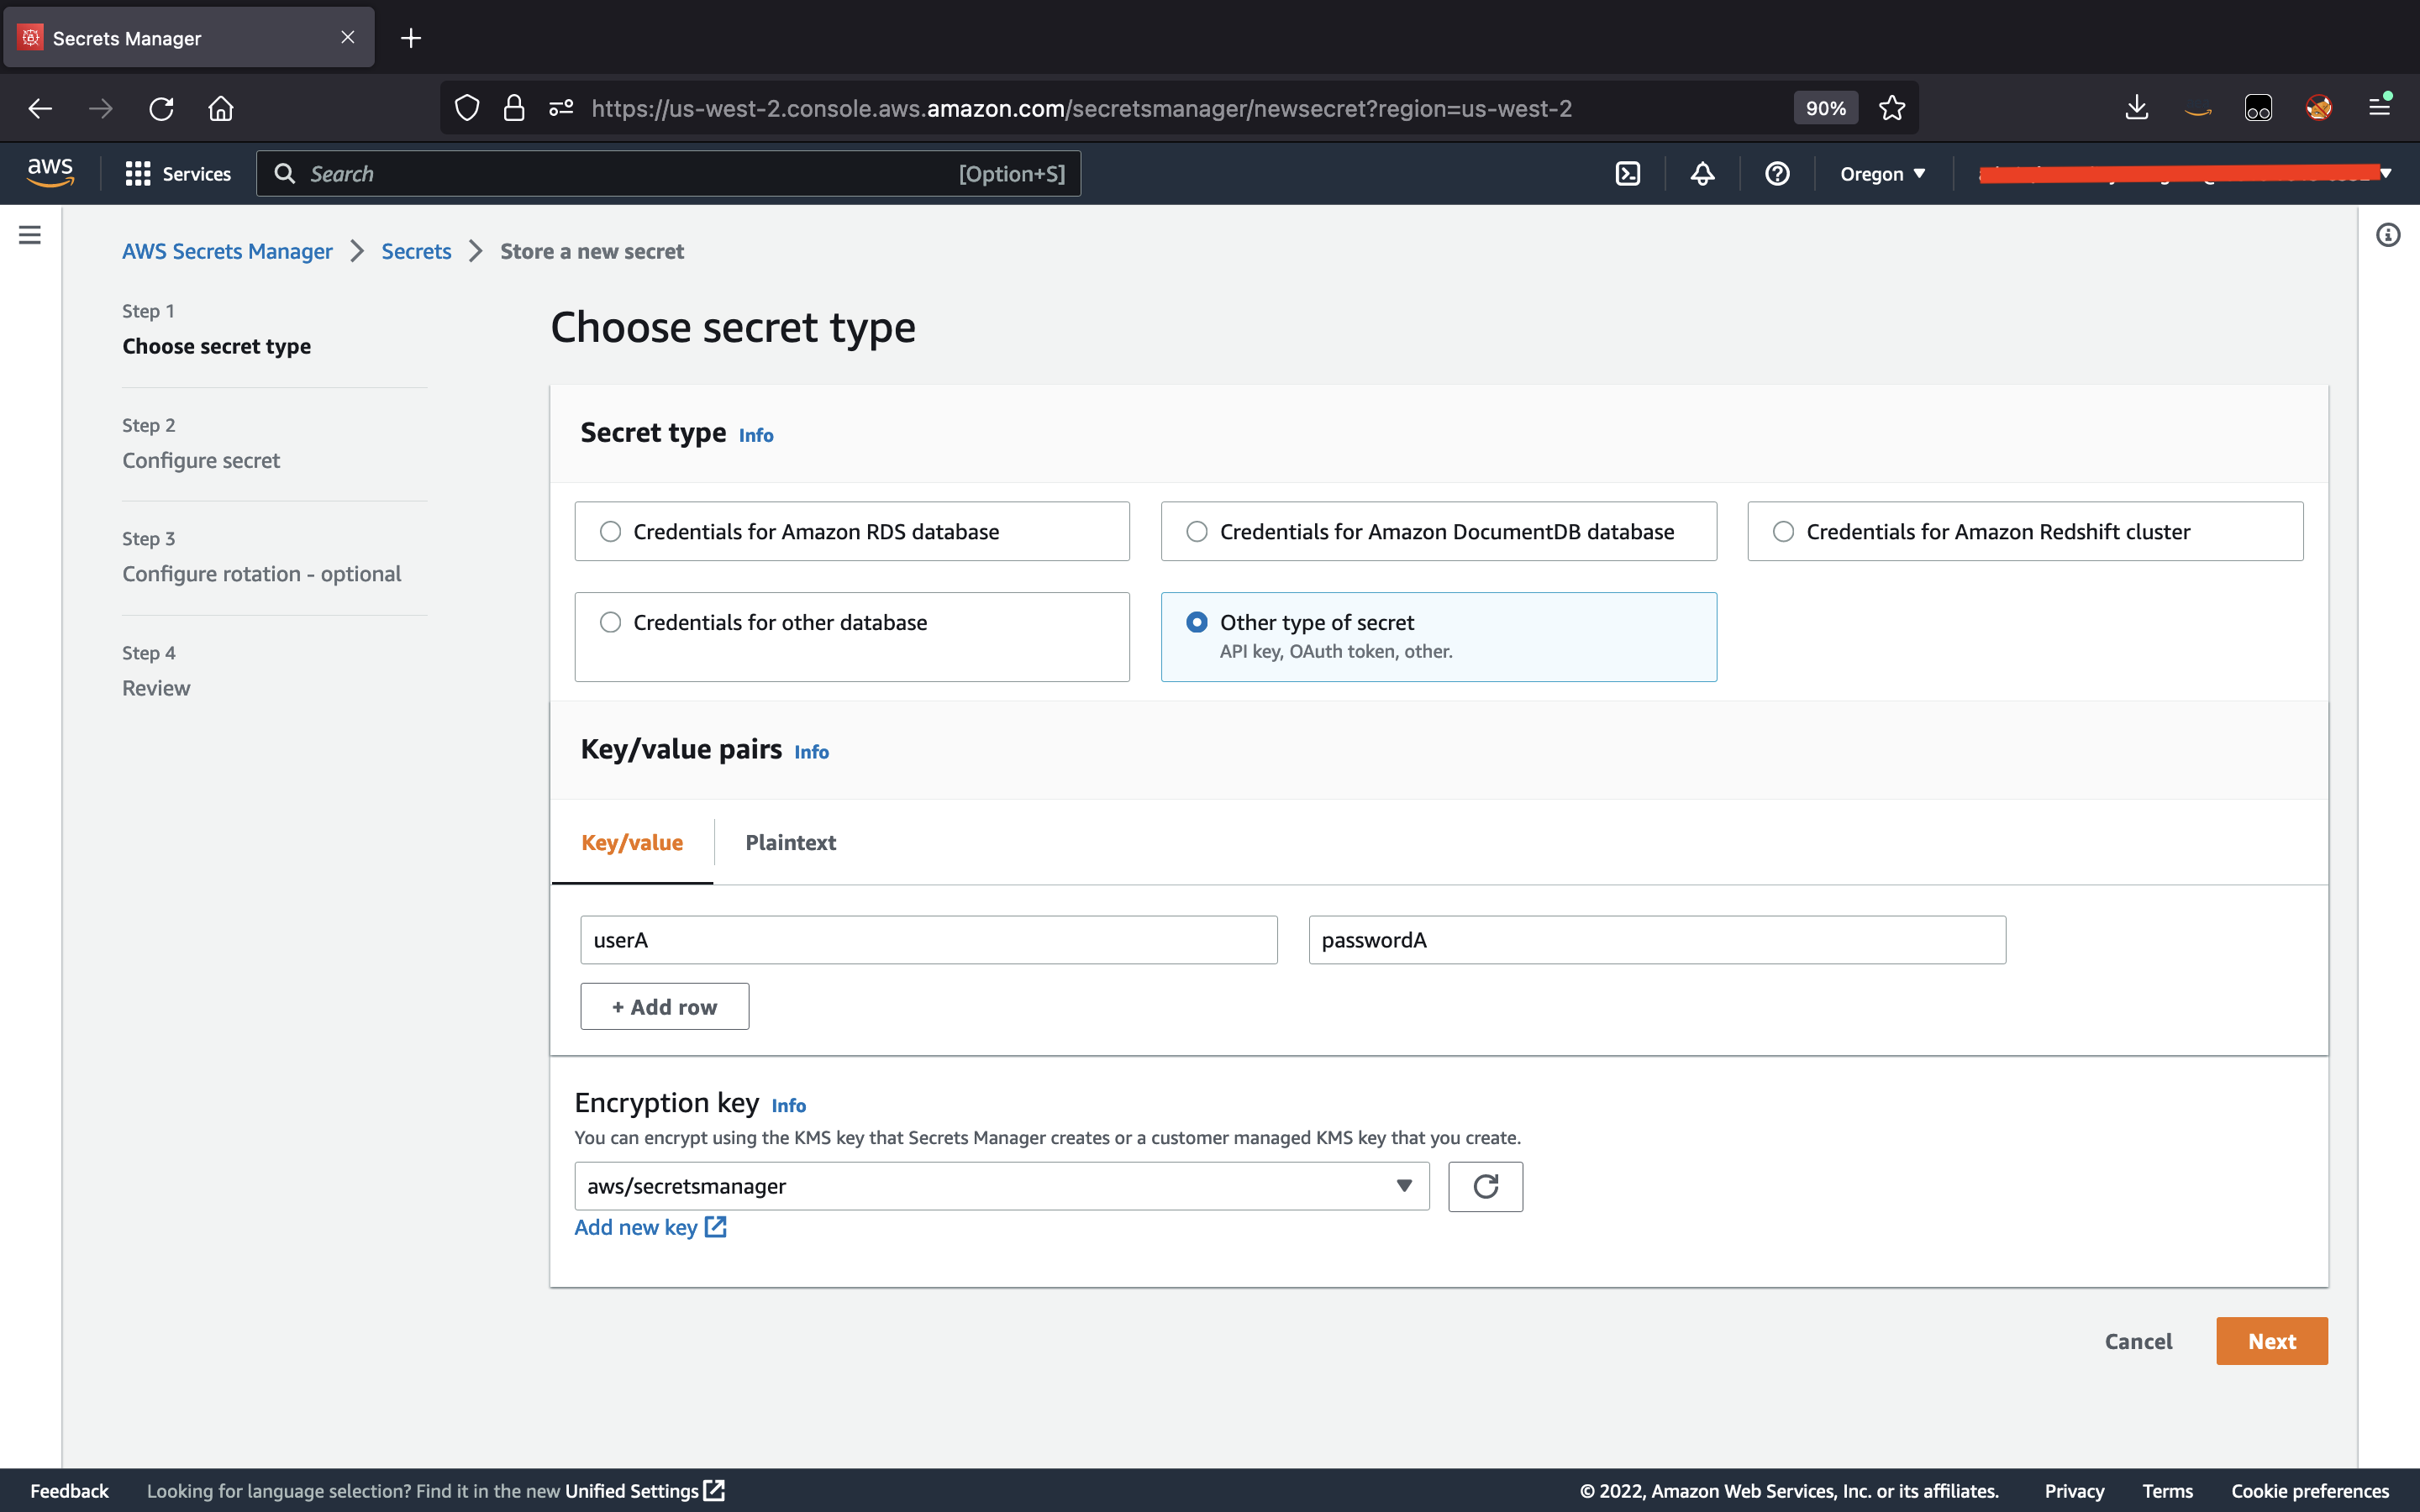 Secrets Manager
https://us-west-2.console.aws.amazon.com/secretsmanager/newsecret?region=us-west-2
90%
aws
Services
Search
[Option+S]
Oregon
AWS Secrets Manager
Secrets
Store a new secret
Step 1
Choose secret type
Step 2
Configure secret
Step 3
Configure rotation - optional
Step 4
Review
Choose secret type
Secret type Info
Credentials for Amazon RDS database
Credentials for Amazon DocumentDB database
Credentials for Amazon Redshift cluster
Credentials for other database
Other type of secret
API key, OAuth token, other.
Key/value pairs Info
Key/value
Plaintext
userA
passwordA
+ Add row
Encryption key Info
You can encrypt using the KMS key that Secrets Manager creates or a customer managed KMS key that you create.
aws/secretsmanager
Add new key
Cancel
Next
Feedback
Looking for language selection? Find it in the new Unified Settings
© 2022, Amazon Web Services, Inc. or its affiliates.
Privacy
Terms
Cookie preferences